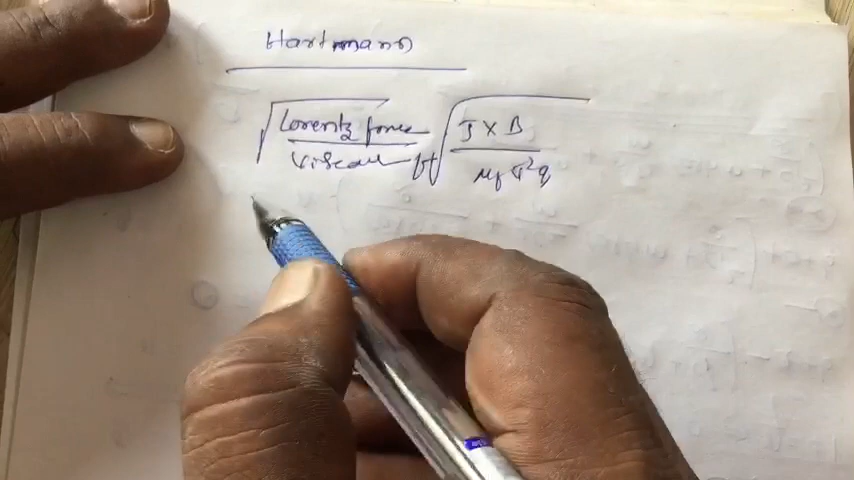 Hartmann
√ Lorentz force / Viscous f √ J × B / μf ∇²q